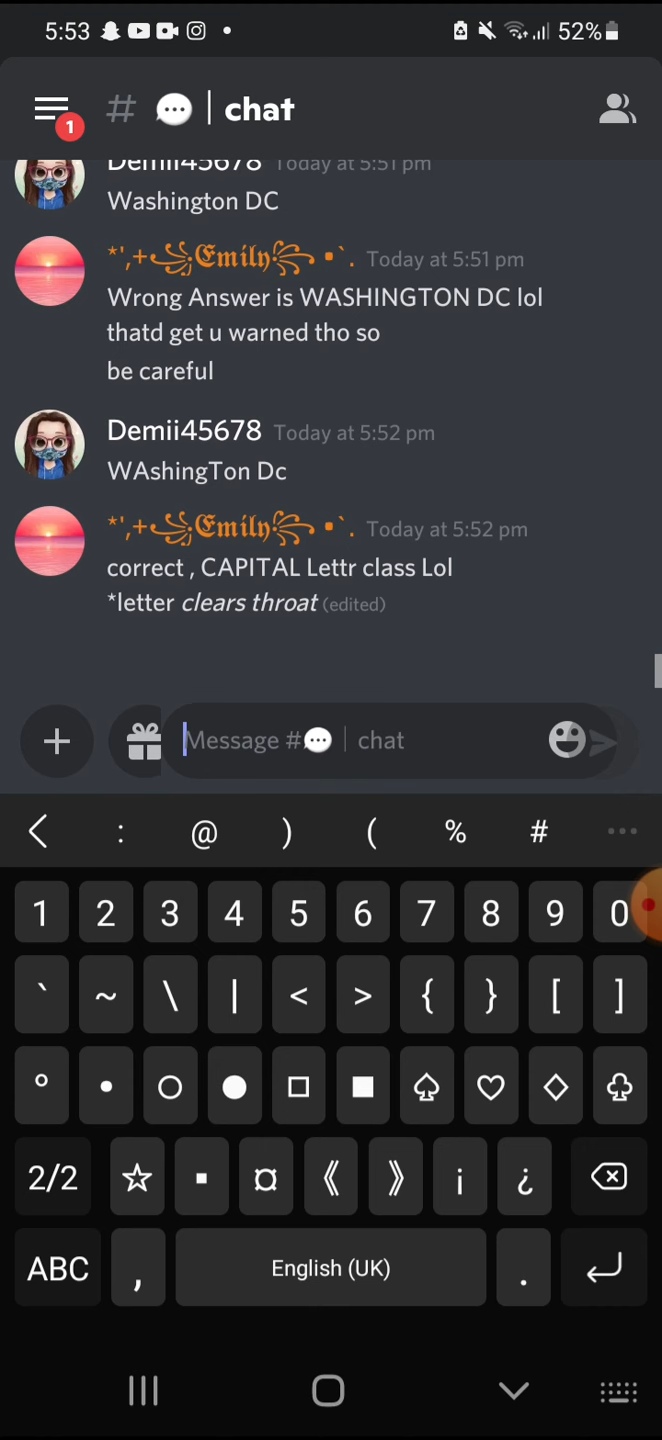 5:53
52%
1
# 💬 | chat
Demii45678 Today at 5:51 pm
Washington DC
*',+꧁𝕰𝖒𝖎𝖑𝖞꧂▪︎`. Today at 5:51 pm
Wrong Answer is WASHINGTON DC lol
thatd get u warned tho so
be careful
Demii45678 Today at 5:52 pm
WAshingTon Dc
*',+꧁𝕰𝖒𝖎𝖑𝖞꧂▪︎`. Today at 5:52 pm
correct , CAPITAL Lettr class Lol
*letter clears throat (edited)
Message #💬 | chat
: @ ) ( % #
1 2 3 4 5 6 7 8 9 0
` ~ \ | < > { } [ ]
° • ○ ● □ ■ ♤ ♡ ◇ ♧
2/2 ☆ ▪ ¤ 《 》 ¡ ¿
ABC , English (UK) .